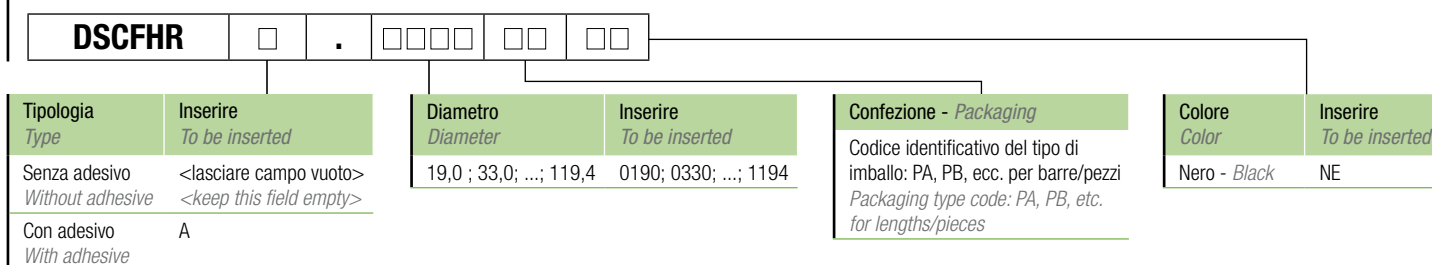 DSCFHR □ . □□□□ □□ □□
Tipologia
Type
Inserire
To be inserted
Senza adesivo
Without adhesive
<lasciare campo vuoto>
<keep this field empty>
Con adesivo
With adhesive
A
Diametro
Diameter
Inserire
To be inserted
19,0 ; 33,0; ...; 119,4
0190; 0330; ...; 1194
Confezione - Packaging
Codice identificativo del tipo di
imballo: PA, PB, ecc. per barre/pezzi
Packaging type code: PA, PB, etc.
for lengths/pieces
Colore
Color
Inserire
To be inserted
Nero - Black
NE